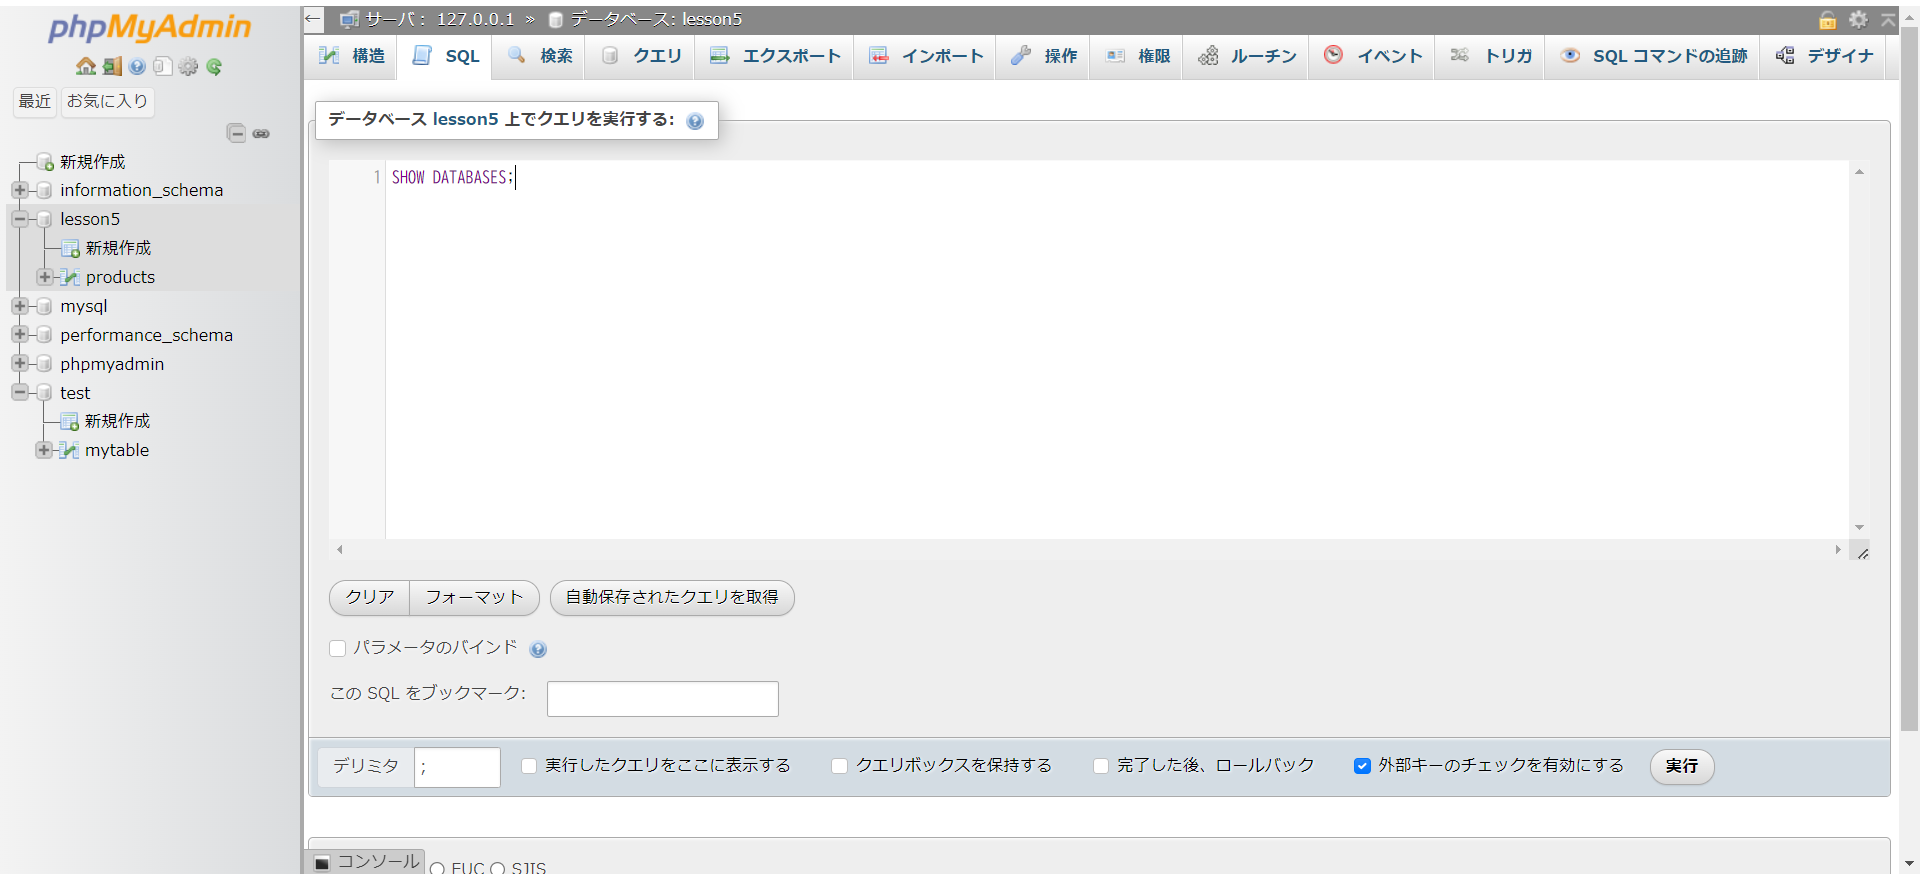 phpMyAdmin
最近 お気に入り
新規作成
information_schema
lesson5
新規作成
products
mysql
performance_schema
phpmyadmin
test
新規作成
mytable
← サーバ: 127.0.0.1 » データベース: lesson5
構造 SQL 検索 クエリ エクスポート インポート 操作 権限 ルーチン イベント トリガ SQL コマンドの追跡 デザイナ
データベース lesson5 上でクエリを実行する:
1 SHOW DATABASES;
クリア フォーマット 自動保存されたクエリを取得
パラメータのバインド
この SQL をブックマーク:
デリミタ ; 実行したクエリをここに表示する クエリボックスを保持する 完了した後、ロールバック 外部キーのチェックを有効にする 実行
コンソール EUC SJIS